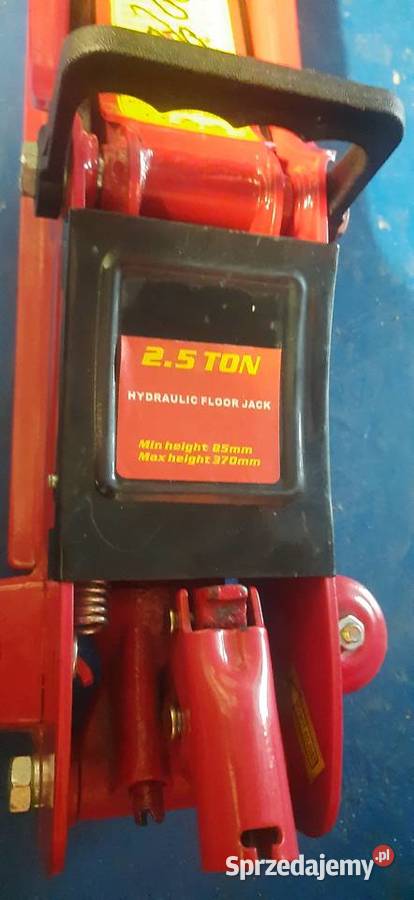 2.5 TON
HYDRAULIC FLOOR JACK
Min height 85mm
Max height 370mm
Sprzedajemy.pl